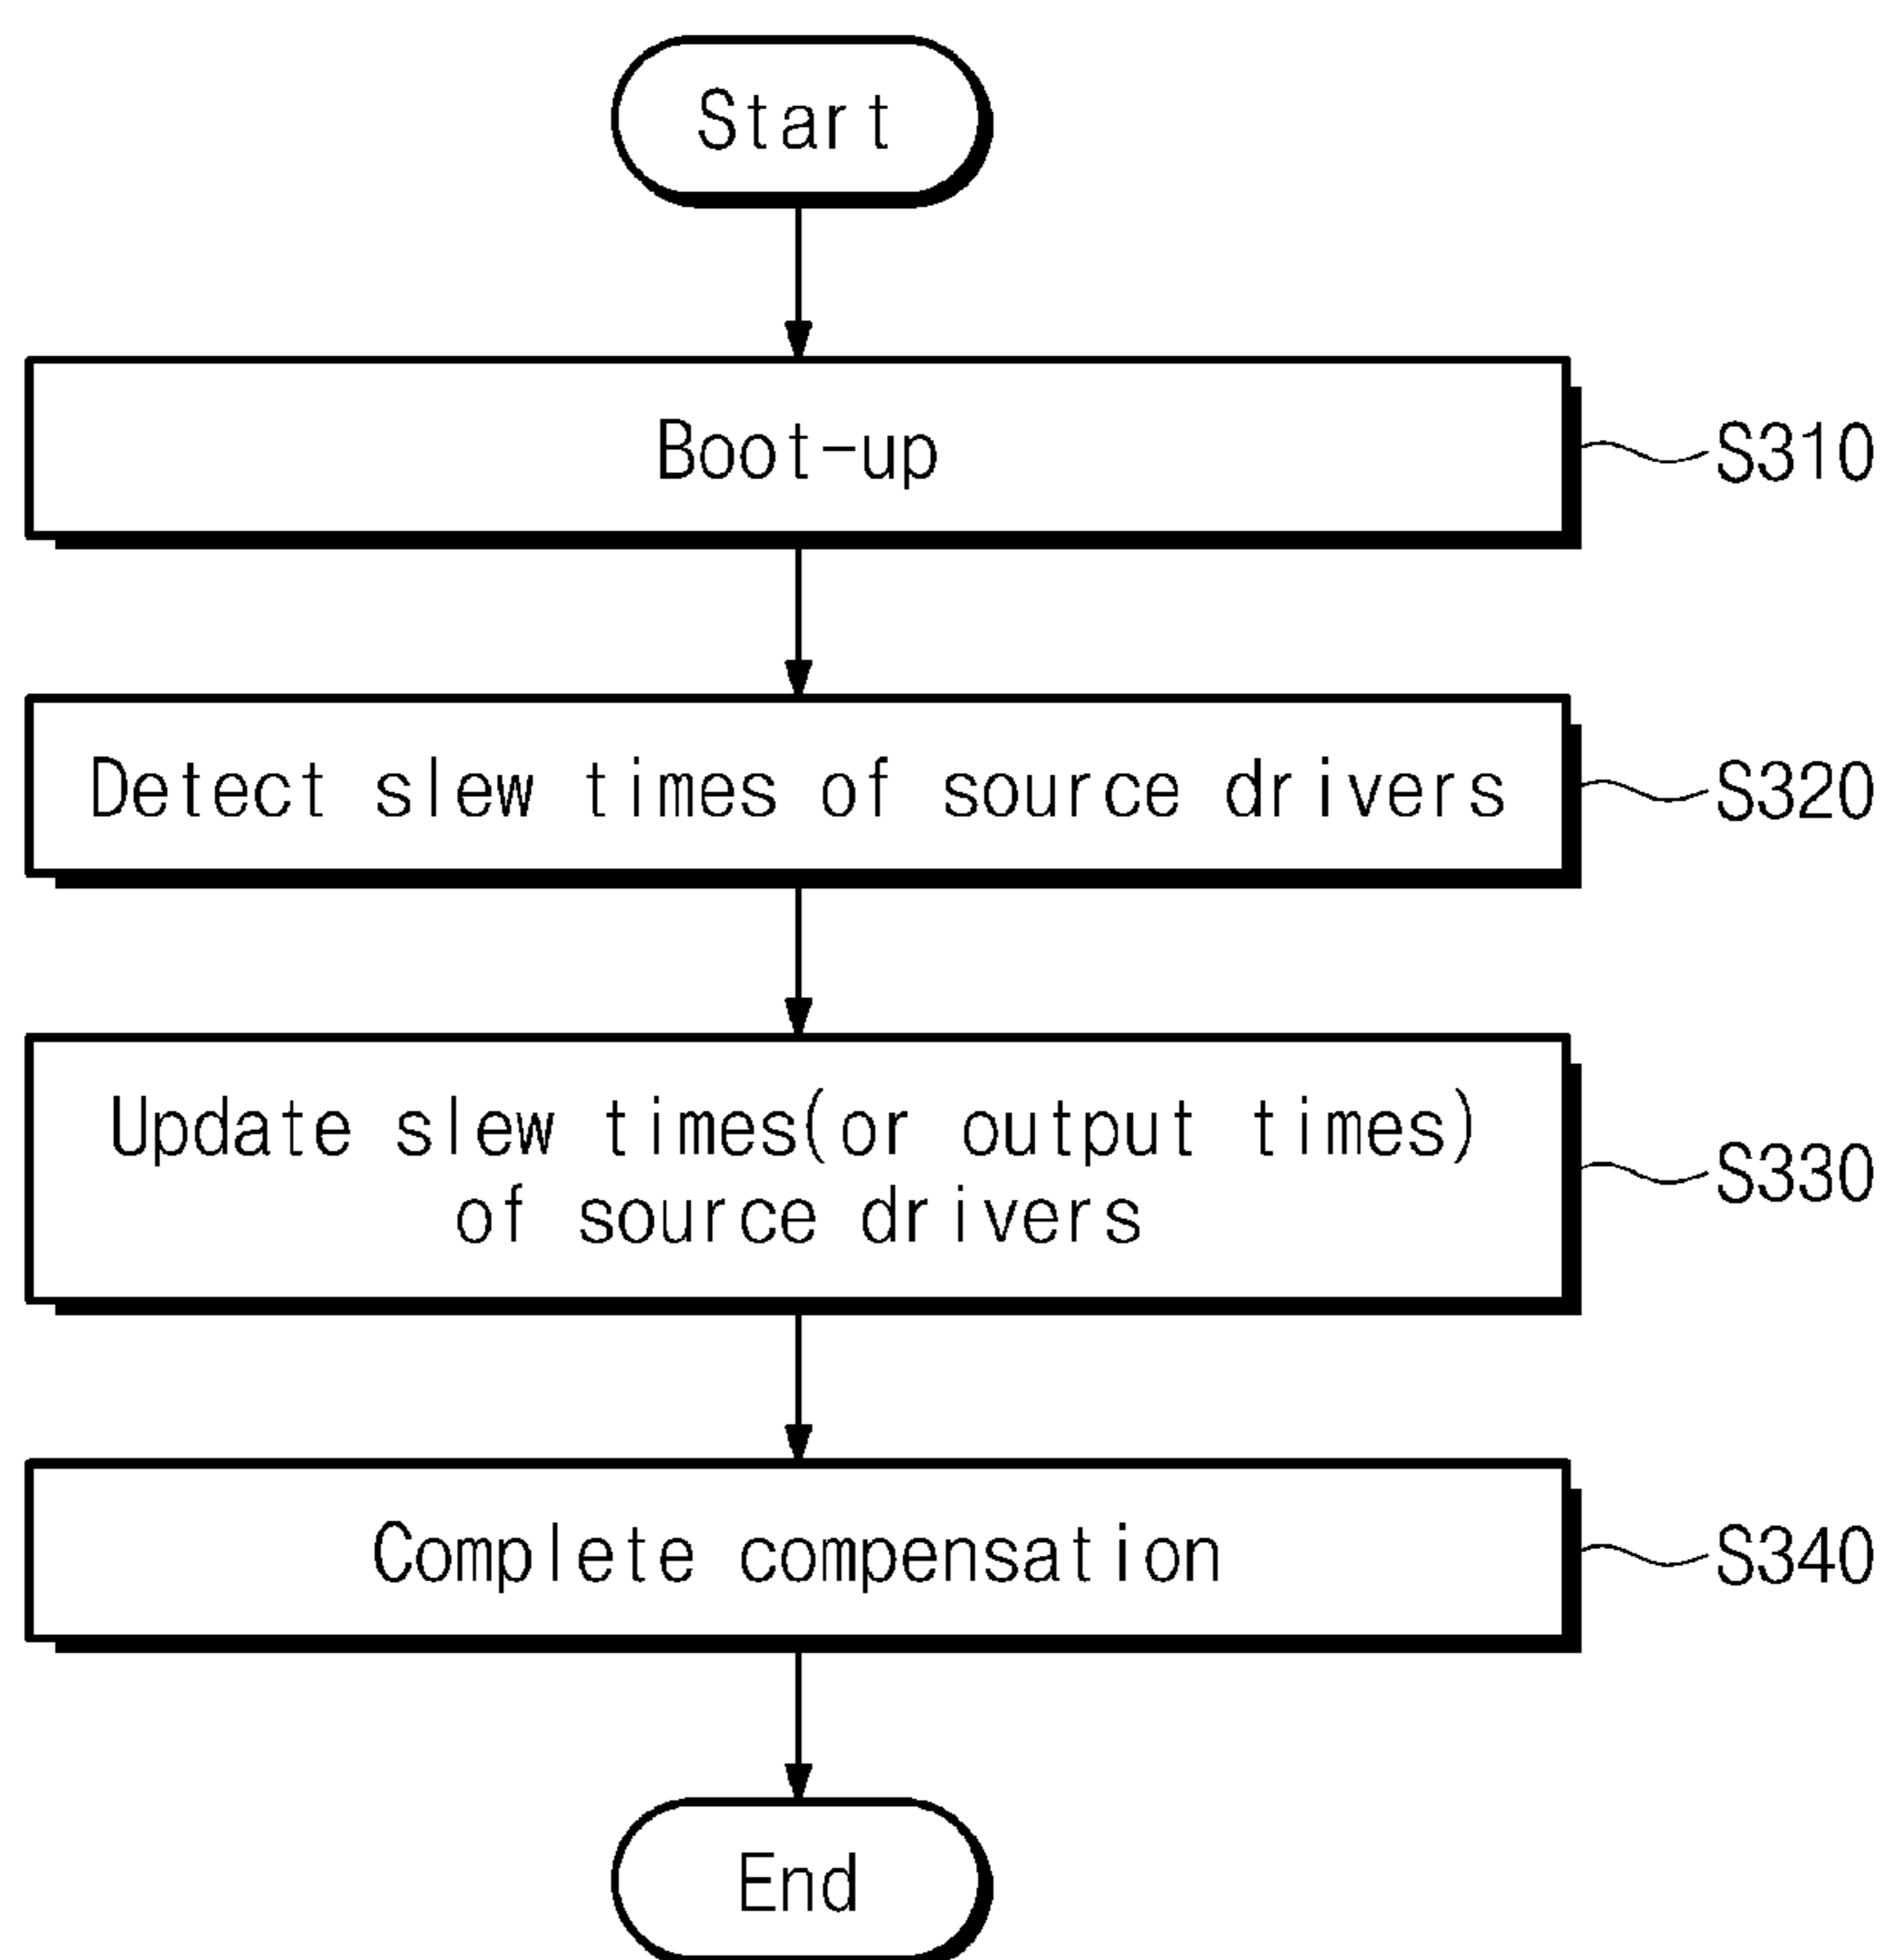 Start
Boot-up
S310
Detect slew times of source drivers
S320
Update slew times(or output times)
of source drivers
S330
Complete compensation
S340
End